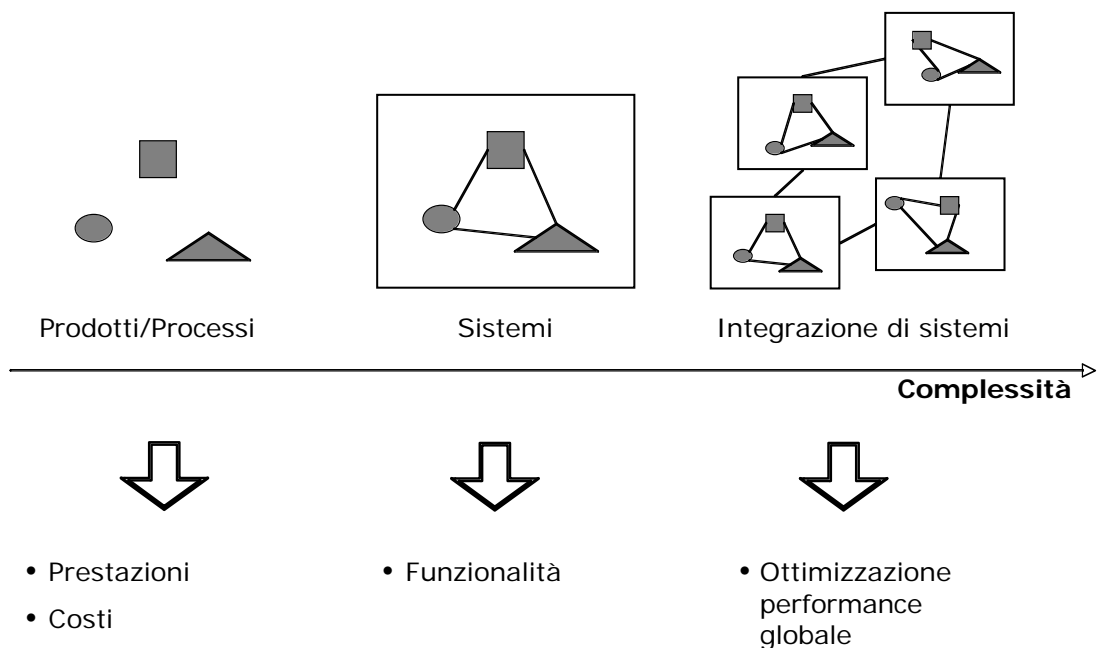 Prodotti/Processi
Sistemi
Integrazione di sistemi
Complessità
• Prestazioni
• Costi
• Funzionalità
• Ottimizzazione
performance
globale